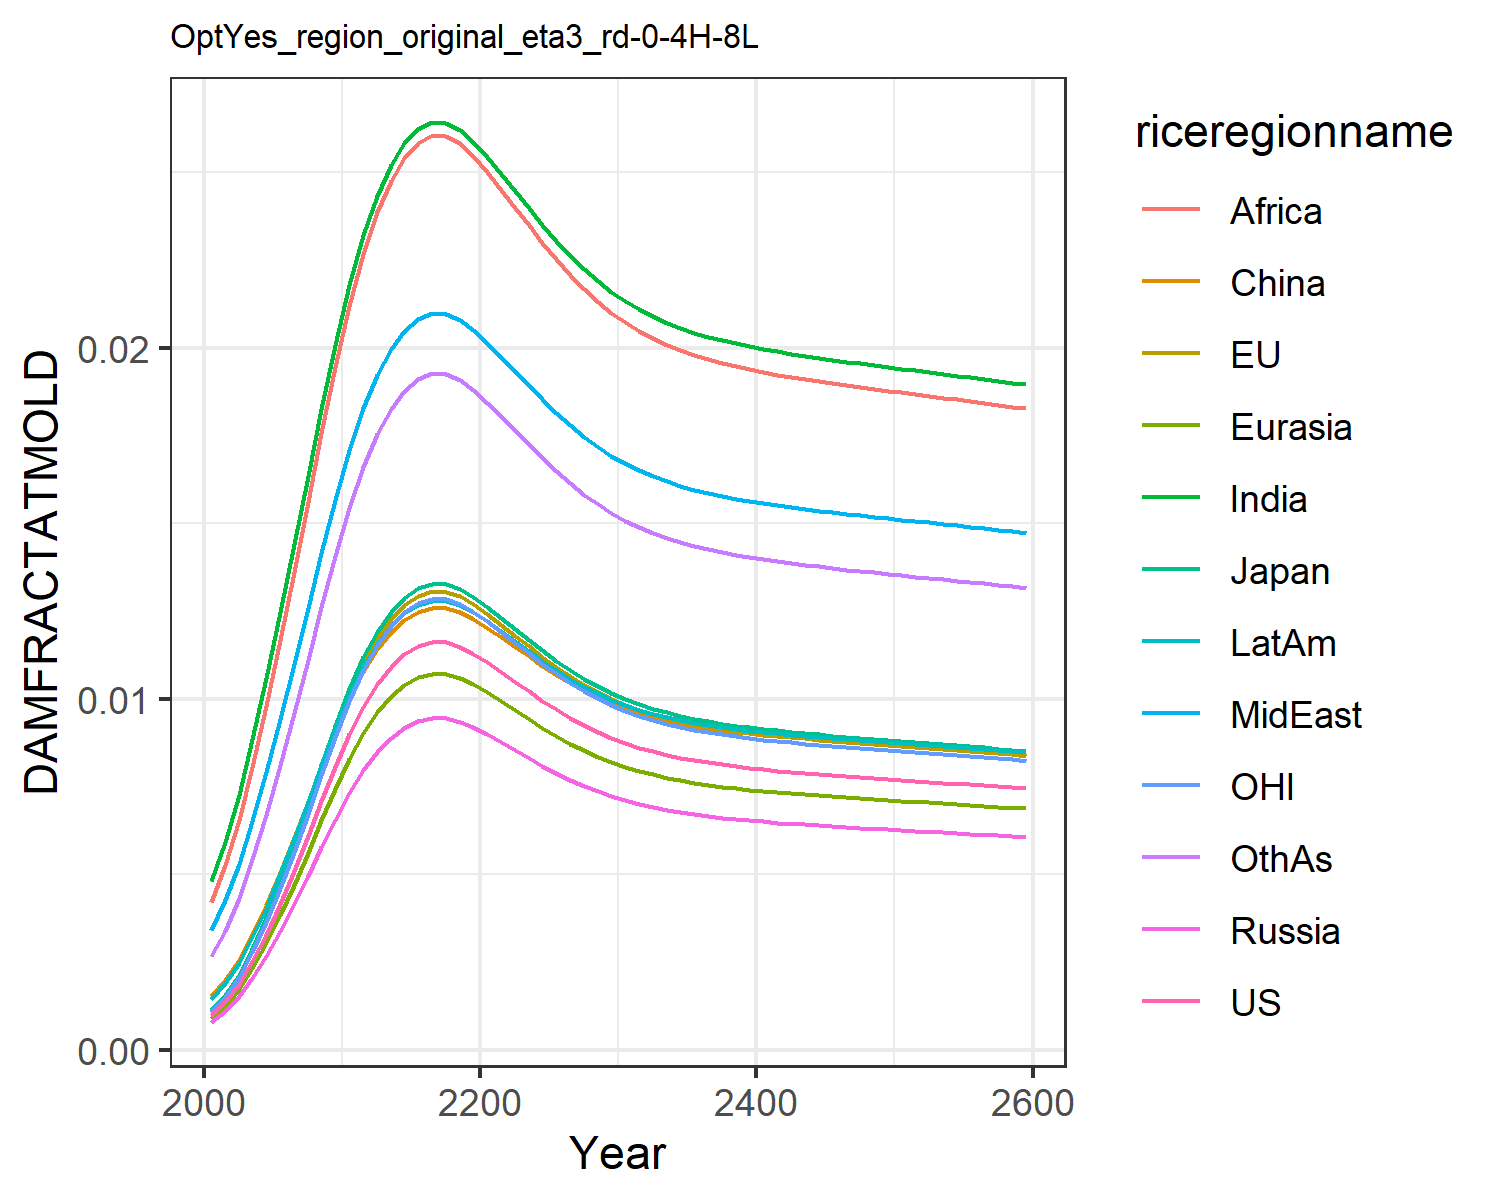 OptYes_region_original_eta3_rd-0-4H-8L
DAMFRACTATMOLD
0.02
0.01
0.00
2000 2200 2400 2600
Year
riceregionname
Africa
China
EU
Eurasia
India
Japan
LatAm
MidEast
OHI
OthAs
Russia
US